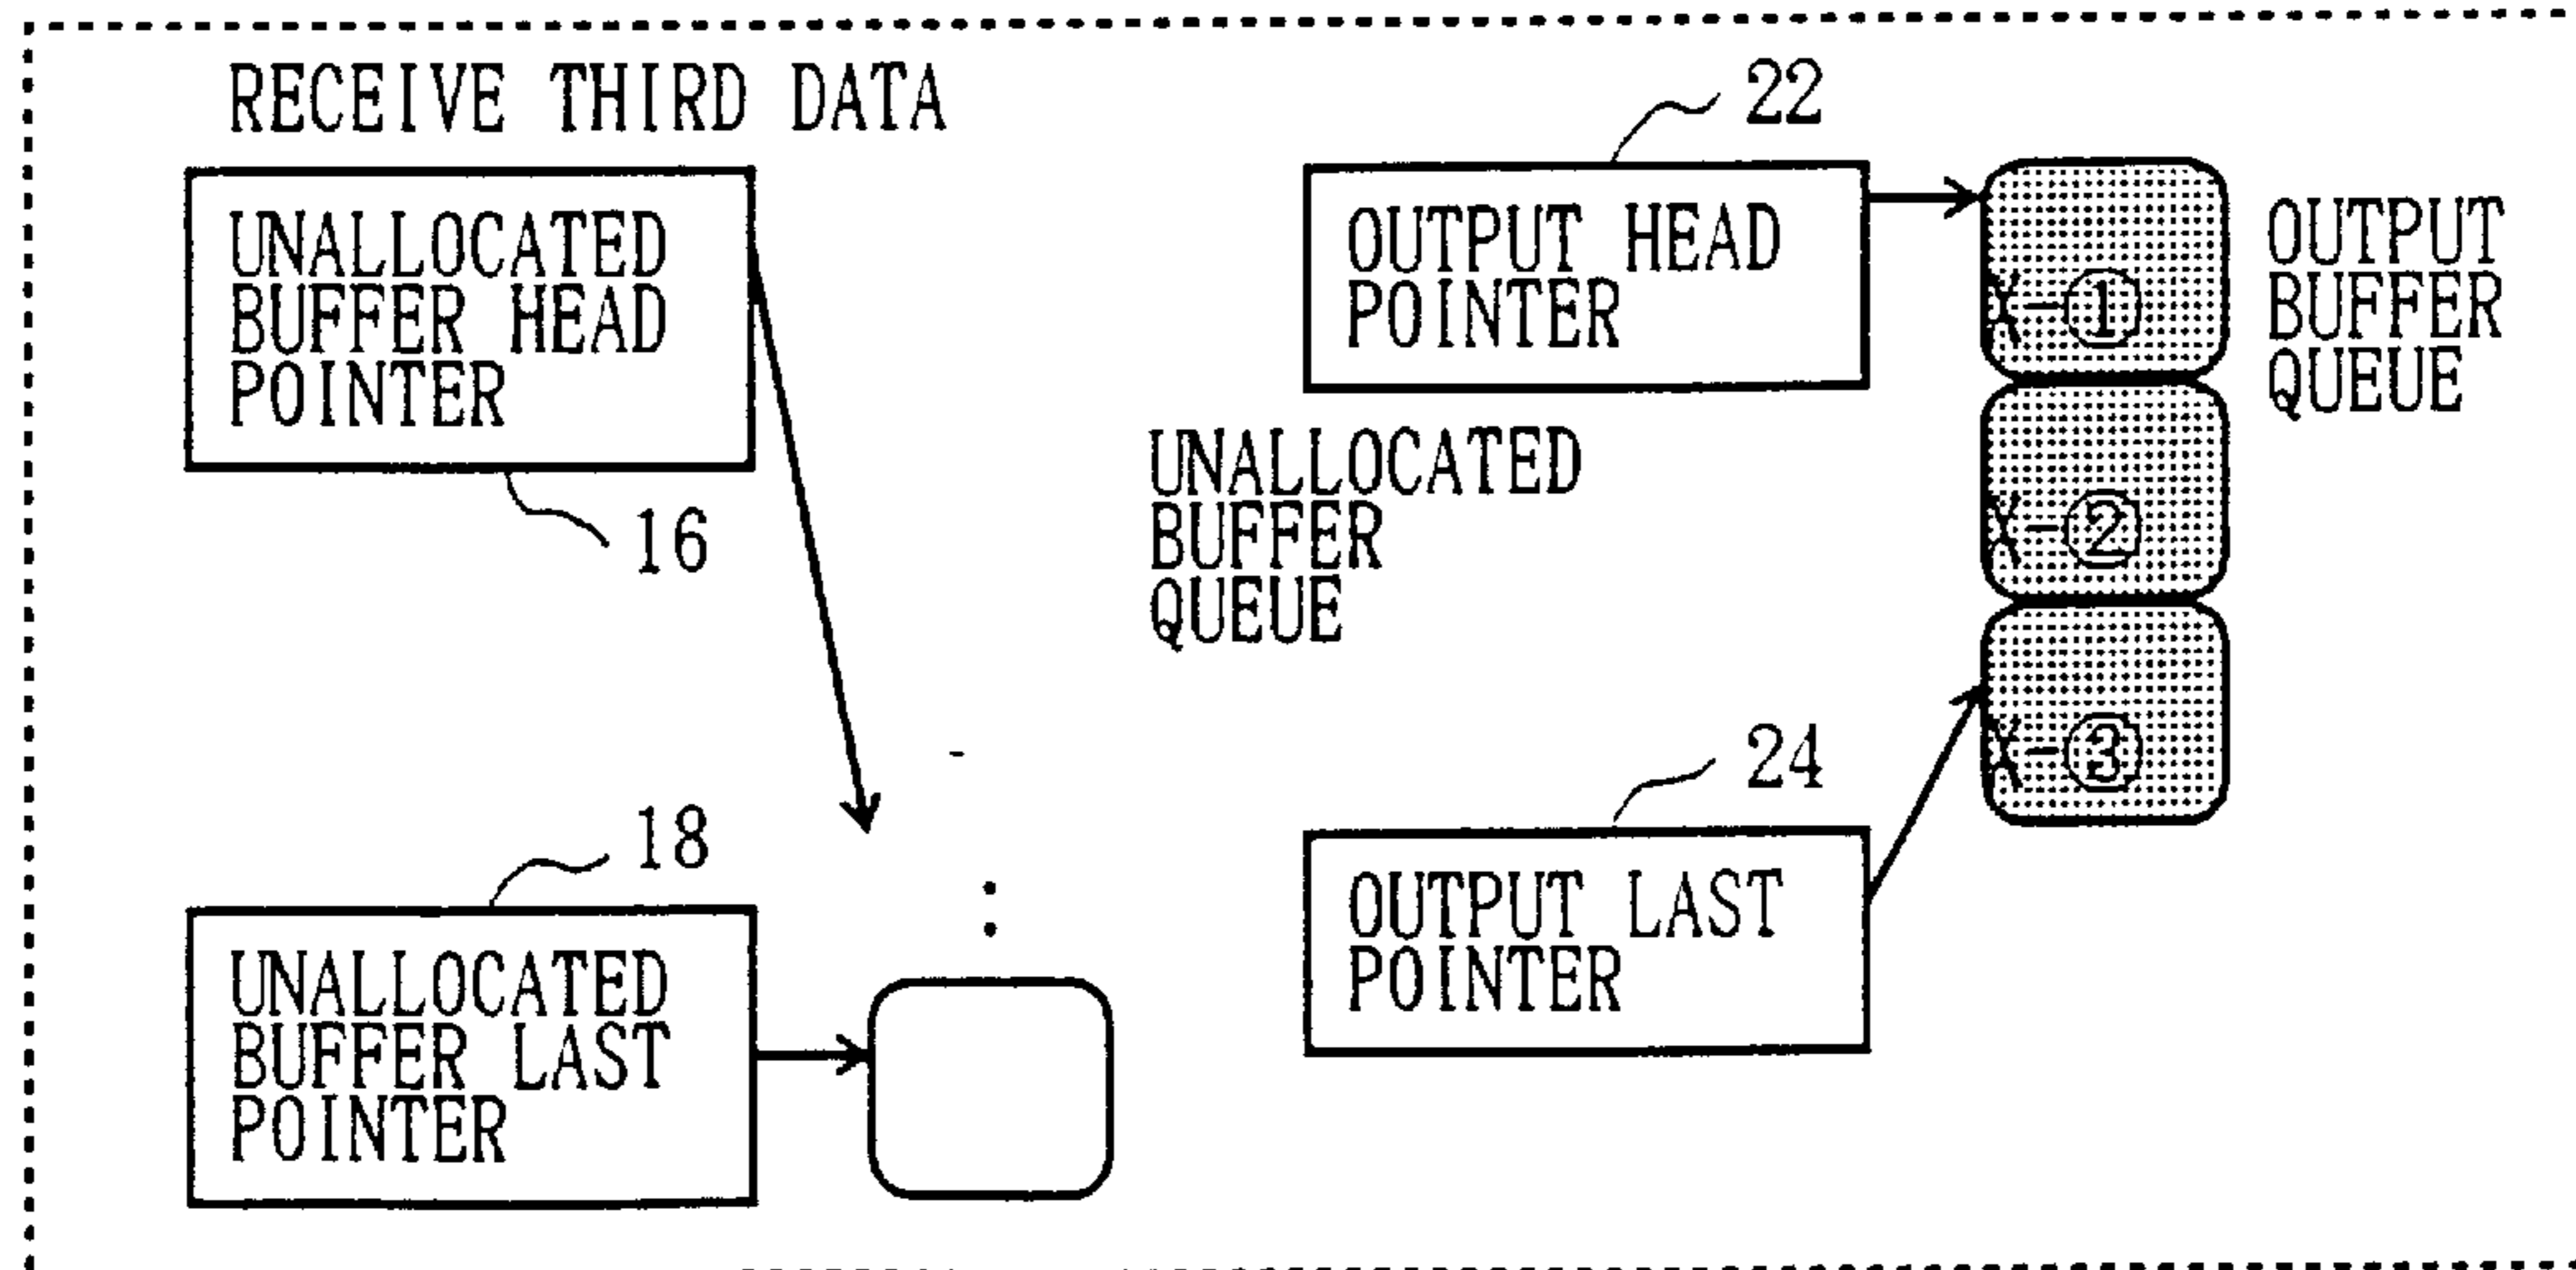 RECEIVE THIRD DATA
UNALLOCATED
BUFFER HEAD
POINTER
16
18
UNALLOCATED
BUFFER LAST
POINTER
UNALLOCATED
BUFFER
QUEUE
22
OUTPUT HEAD
POINTER
24
OUTPUT LAST
POINTER
X-①
X-②
X-③
OUTPUT
BUFFER
QUEUE